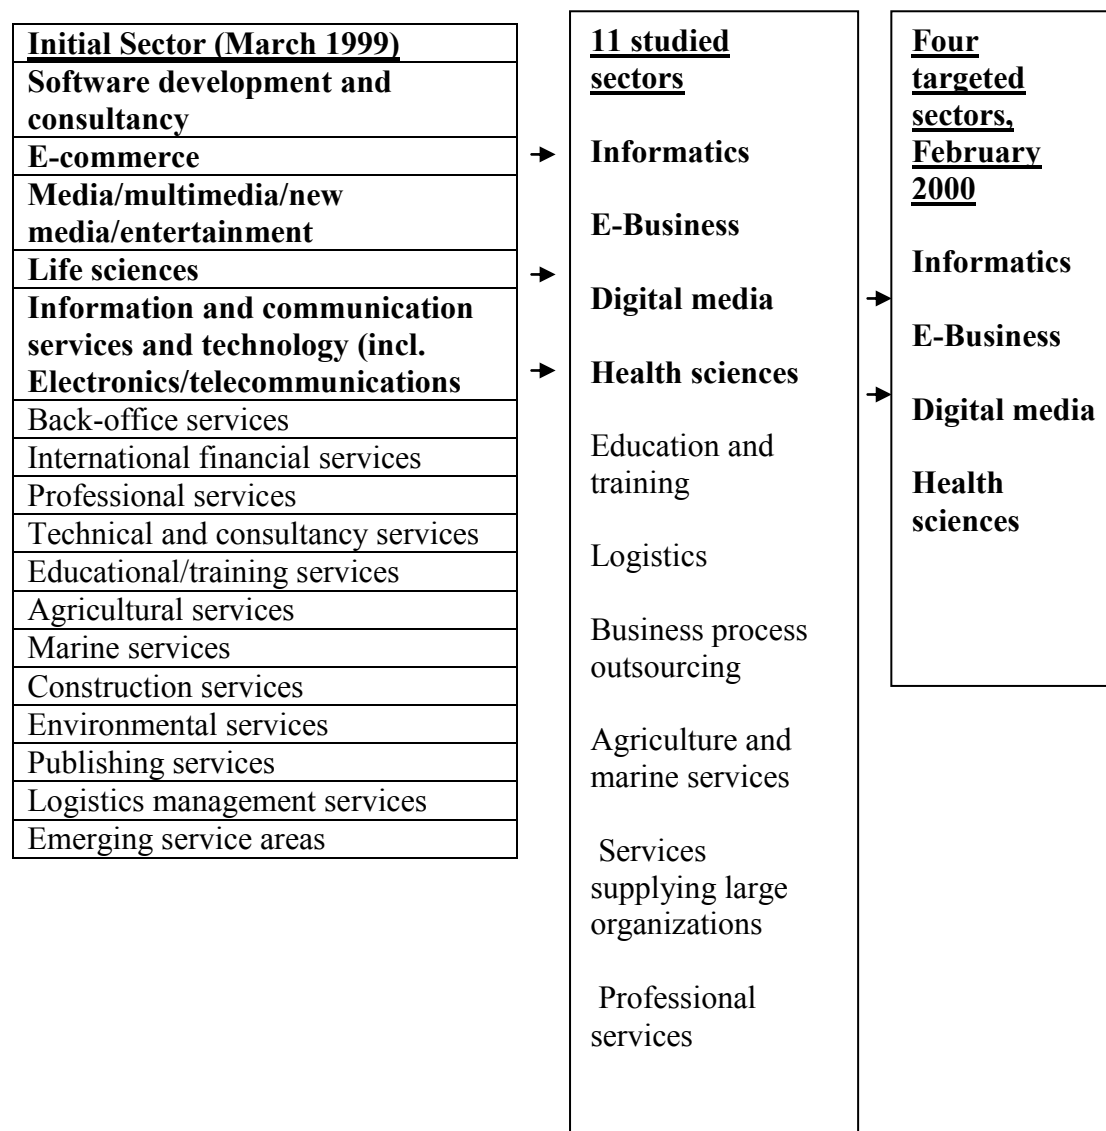 Initial Sector (March 1999)
Software development and
consultancy
E-commerce
Media/multimedia/new
media/entertainment
Life sciences
Information and communication
services and technology (incl.
Electronics/telecommunications
Back-office services
International financial services
Professional services
Technical and consultancy services
Educational/training services
Agricultural services
Marine services
Construction services
Environmental services
Publishing services
Logistics management services
Emerging service areas
11 studied
sectors
Informatics
E-Business
Digital media
Health sciences
Education and
training
Logistics
Business process
outsourcing
Agriculture and
marine services
Services
supplying large
organizations
Professional
services
Four
targeted
sectors,
February
2000
Informatics
E-Business
Digital media
Health
sciences